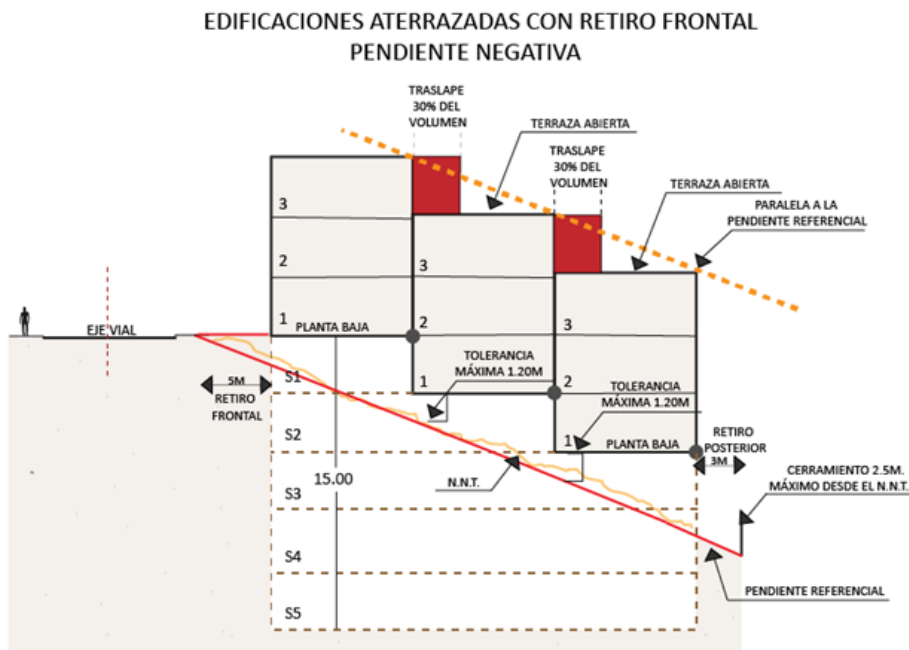 EDIFICACIONES ATERRAZADAS CON RETIRO FRONTAL
PENDIENTE NEGATIVA
TRASLAPE
30% DEL
VOLUMEN
TERRAZA ABIERTA
TRASLAPE
30% DEL
VOLUMEN
TERRAZA ABIERTA
PARALELA A LA
PENDIENTE REFERENCIAL
3
2
1 PLANTA BAJA
3
2
1
3
2
1 PLANTA BAJA
EJE VIAL
5M
RETIRO
FRONTAL
TOLERANCIA
MÁXIMA 1.20M
TOLERANCIA
MÁXIMA 1.20M
RETIRO
POSTERIOR
3M
CERRAMIENTO 2.5M.
MÁXIMO DESDE EL N.N.T.
S1
S2
S3
S4
S5
15.00
N.N.T.
PENDIENTE REFERENCIAL